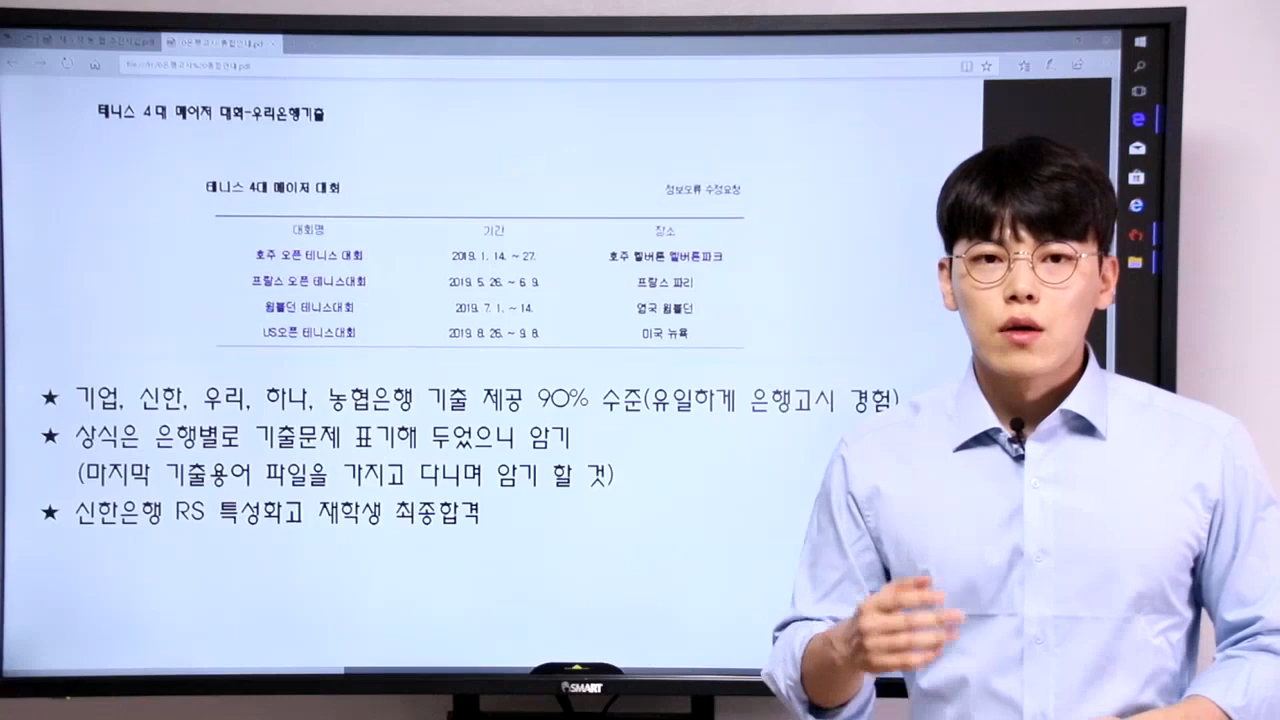 테니스 4대 메이저 대회-우리은행기출
테니스 4대 메이저 대회
정보오류 수정요청
대회명 기간 장소
호주 오픈 테니스 대회 2019. 1. 14. ~ 27. 호주 멜버른 멜버른파크
프랑스 오픈 테니스대회 2019. 5. 26. ~ 6. 9. 프랑스 파리
윔블던 테니스대회 2019. 7. 1. ~ 14. 영국 윔블던
US오픈 테니스대회 2019. 8. 26. ~ 9. 8. 미국 뉴욕
★ 기업, 신한, 우리, 하나, 농협은행 기출 제공 90% 수준(유일하게 은행고시 경험)
★ 상식은 은행별로 기출문제 표기해 두었으니 암기
(마지막 기출용어 파일을 가지고 다니며 암기 할 것)
★ 신한은행 RS 특성화고 재학생 최종합격
SMART